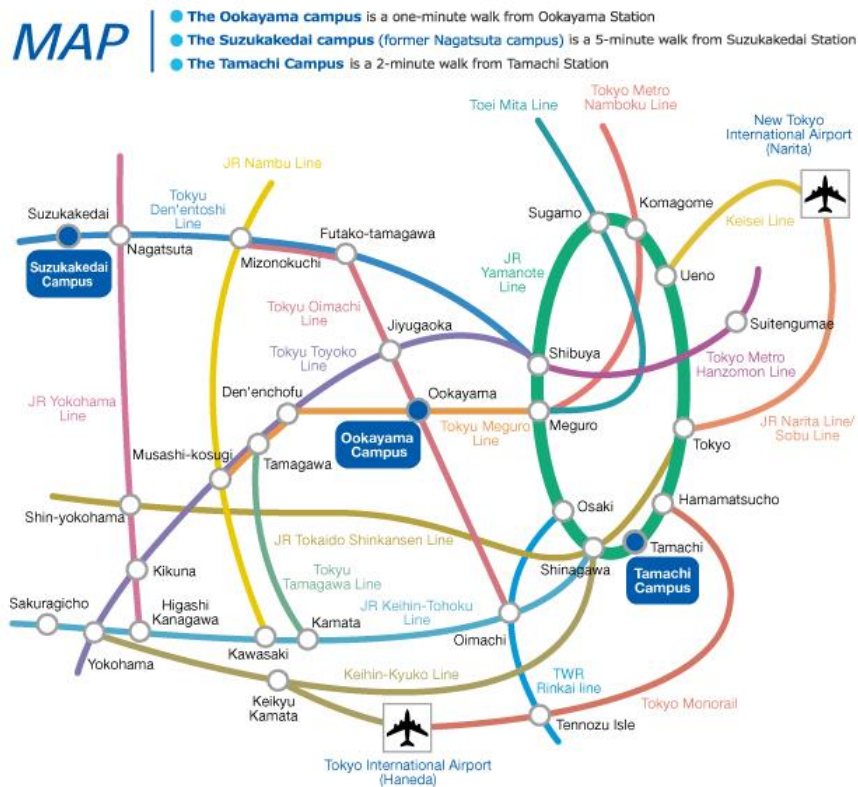 MAP
The Ookayama campus is a one-minute walk from Ookayama Station
The Suzukakedai campus (former Nagatsuta campus) is a 5-minute walk from Suzukakedai Station
The Tamachi Campus is a 2-minute walk from Tamachi Station
Toei Mita Line
Tokyo Metro
Namboku Line
New Tokyo
International Airport
(Narita)
JR Nambu Line
Tokyu
Den'entoshi
Line
Suzukakedai
Nagatsuta
Mizonokuchi
Futako-tamagawa
Sugamo
Komagome
Keisei Line
Suzukakedai
Campus
JR
Yamanote
Line
Ueno
Tokyu Oimachi
Line
Jiyugaoka
Suitengumae
Tokyu Toyoko
Line
Shibuya
Tokyo Metro
Hanzomon Line
JR Yokohama
Line
Den'enchofu
Ookayama
Ookayama
Campus
Tokyu Meguro
Line
Meguro
Tokyo
JR Narita Line/
Sobu Line
Musashi-kosugi
Tamagawa
Shin-yokohama
Osaki
Hamamatsucho
JR Tokaido Shinkansen Line
Shinagawa
Tamachi
Tamachi
Campus
Kikuna
Tokyu
Tamagawa Line
Sakuragicho
Higashi
Kanagawa
Kamata
JR Keihin-Tohoku
Line
Oimachi
Yokohama
Kawasaki
Keihin-Kyuko Line
TWR
Rinkai line
Keikyu
Kamata
Tokyo Monorail
Tennozu Isle
Tokyo International Airport
(Haneda)